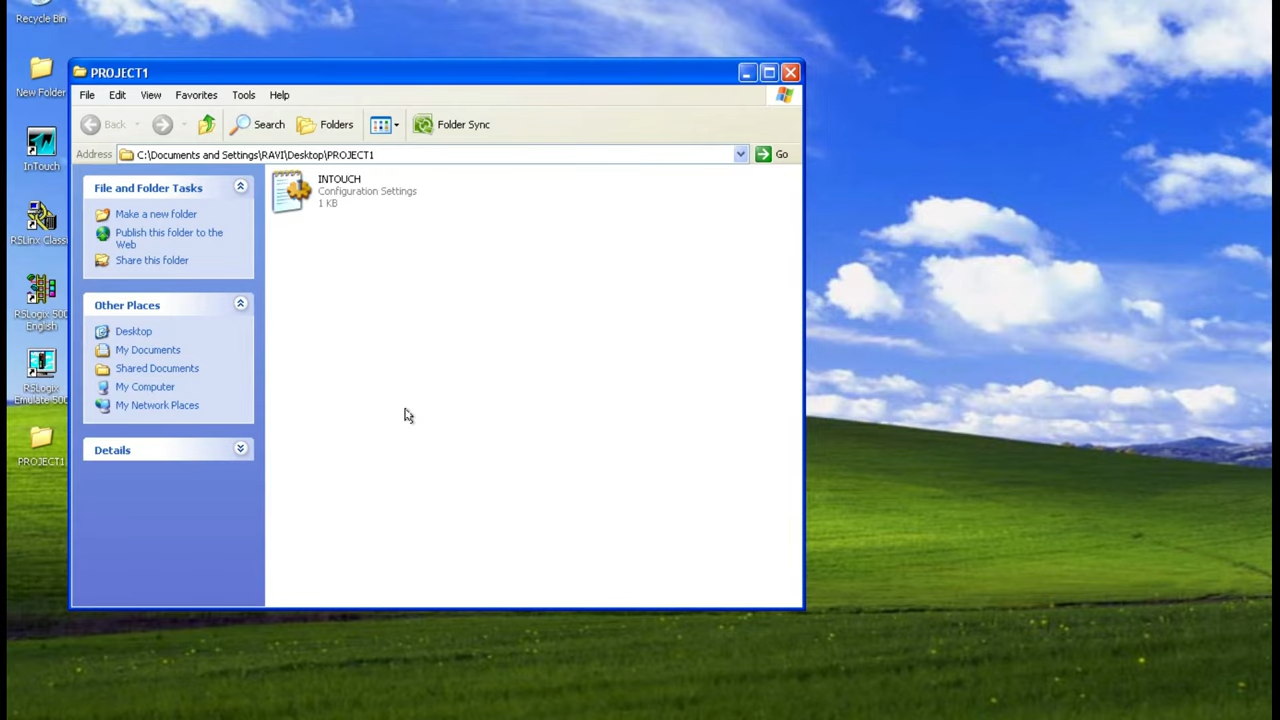 Recycle Bin
New Folder
InTouch
RSLinx Classi
RSLogix 500
English
RSLogix
Emulate 500
PROJECT1
PROJECT1
File Edit View Favorites Tools Help
Back Search Folders Folder Sync
Address C:\Documents and Settings\RAVI\Desktop\PROJECT1 Go
File and Folder Tasks
Make a new folder
Publish this folder to the
Web
Share this folder
Other Places
Desktop
My Documents
Shared Documents
My Computer
My Network Places
Details
INTOUCH
Configuration Settings
1 KB